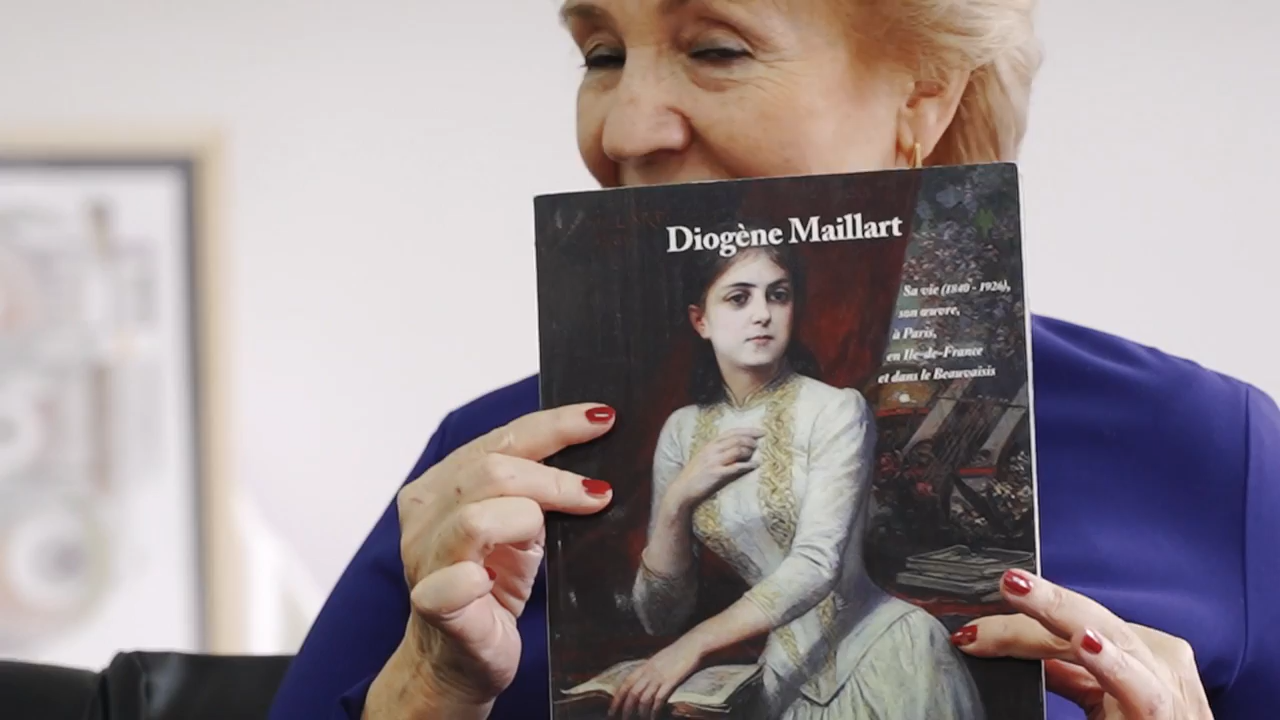 Diogène Maillart
Sa vie (1840 - 1926),
son œuvre,
à Paris,
en Ile-de-France
et dans le Beauvaisis